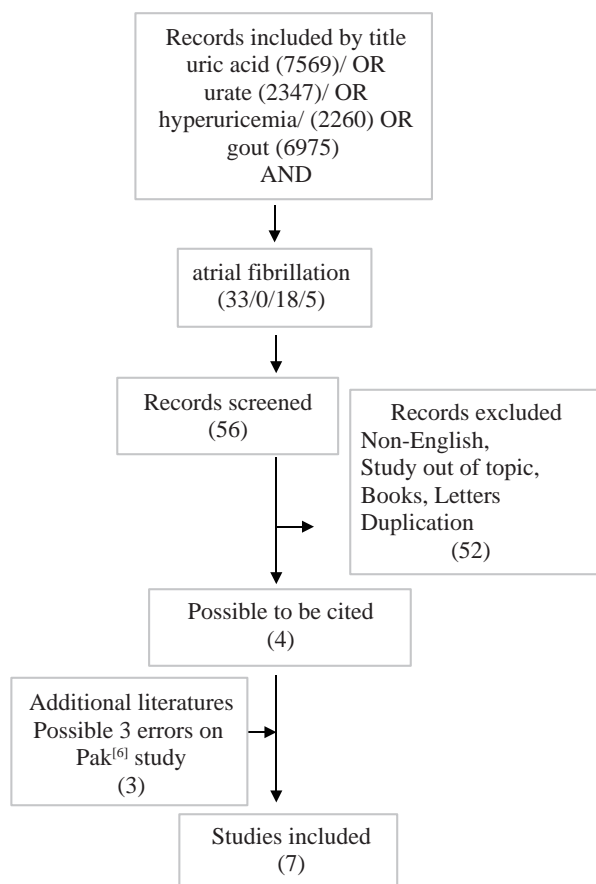 Records included by title
uric acid (7569)/ OR
urate (2347)/ OR
hyperuricemia/ (2260) OR
gout (6975)
AND
atrial fibrillation
(33/0/18/5)
Records screened
(56)
Records excluded
Non-English,
Study out of topic,
Books, Letters
Duplication
(52)
Possible to be cited
(4)
Additional literatures
Possible 3 errors on
Pak[6] study
(3)
Studies included
(7)